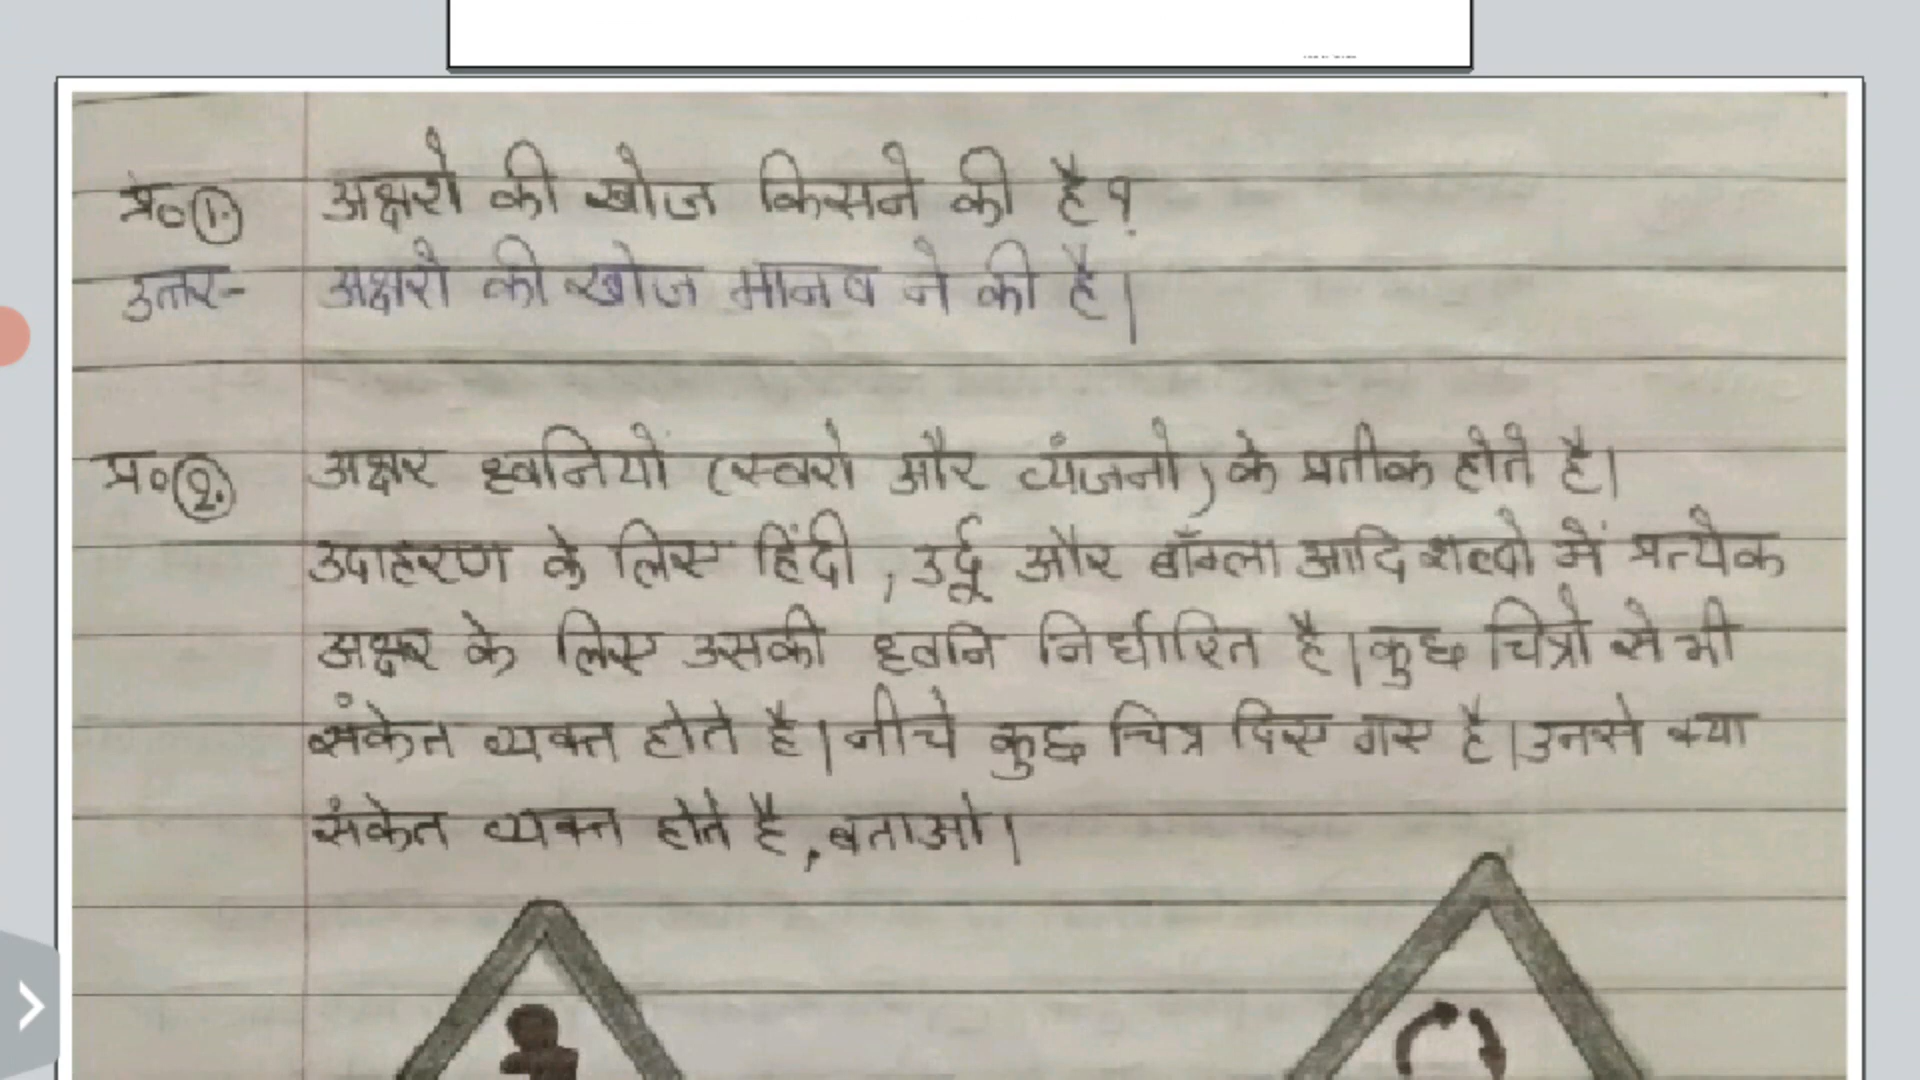 प्र०①. अक्षरो की खोज किसने की है?
उत्तर- अक्षरो की खोज मानव ने की है।
प्र०②. अक्षर ध्वनियों (स्वरो और व्यंजनो) के प्रतीक होते है।
उदाहरण के लिए हिंदी, उर्दू और बाँग्ला आदि शब्दो में प्रत्येक
अक्षर के लिए उसकी ध्वनि निर्धारित है। कुछ चित्रो से भी
संकेत व्यक्त होते है। नीचे कुछ चित्र दिए गए है। उनसे क्या
संकेत व्यक्त होते है, बताओ।